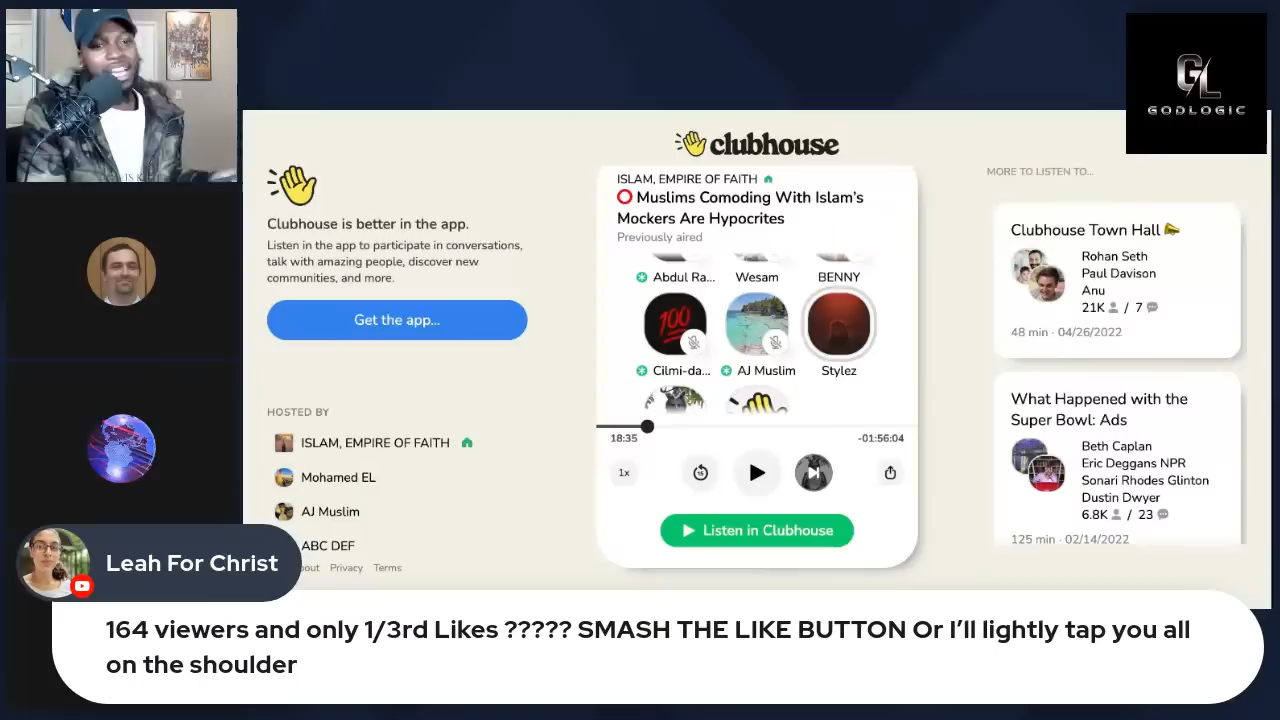 GL
GODLOGIC
clubhouse
Clubhouse is better in the app.
Listen in the app to participate in conversations,
talk with amazing people, discover new
communities, and more.
Get the app...
HOSTED BY
ISLAM, EMPIRE OF FAITH
Mohamed EL
AJ Muslim
ABC DEF
Privacy Terms
ISLAM, EMPIRE OF FAITH
⭕ Muslims Comoding With Islam's
Mockers Are Hypocrites
Previously aired
Abdul Ra... Wesam BENNY
100
Cilmi-da... AJ Muslim Stylez
18:35 -01:56:04
1x
15
Listen in Clubhouse
MORE TO LISTEN TO...
Clubhouse Town Hall
Rohan Seth
Paul Davison
Anu
21K / 7
48 min · 04/26/2022
What Happened with the
Super Bowl: Ads
Beth Caplan
Eric Deggans NPR
Sonari Rhodes Glinton
Dustin Dwyer
6.8K / 23
125 min · 02/14/2022
Leah For Christ
164 viewers and only 1/3rd Likes ????? SMASH THE LIKE BUTTON Or I'll lightly tap you all
on the shoulder